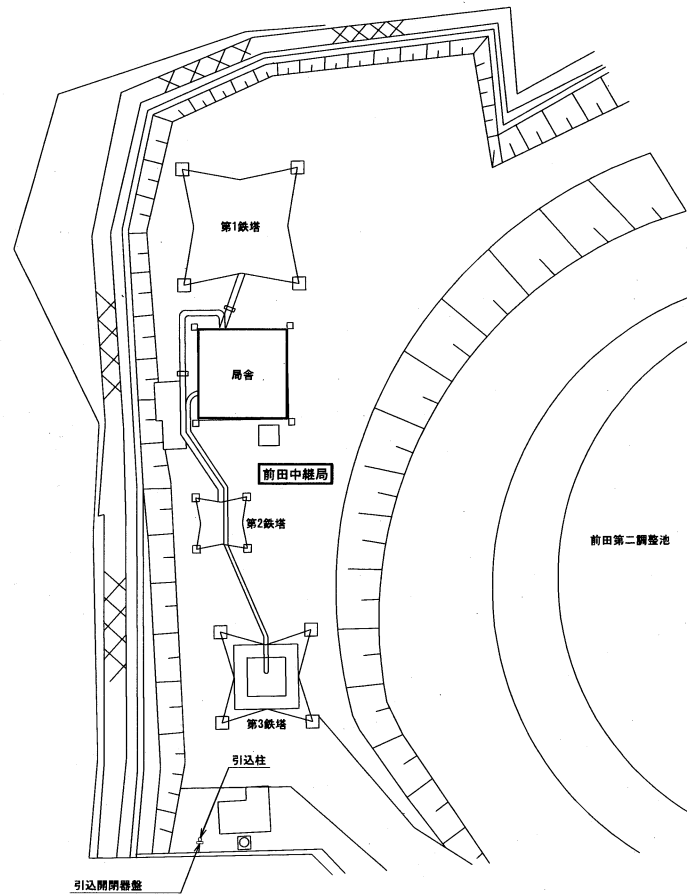 第1鉄塔
局舎
前田中継局
第2鉄塔
前田第二調整池
第3鉄塔
引込柱
引込開閉器盤